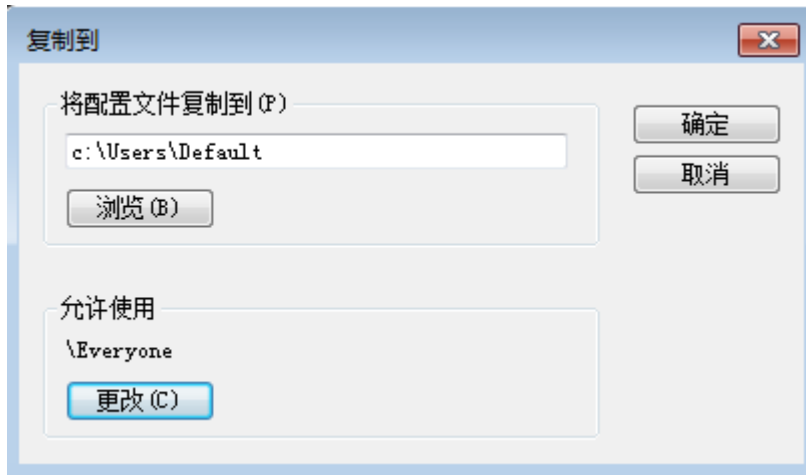 复制到
将配置文件复制到(P)
确定
c:\Users\Default
取消
浏览(B)
允许使用
\Everyone
更改(C)